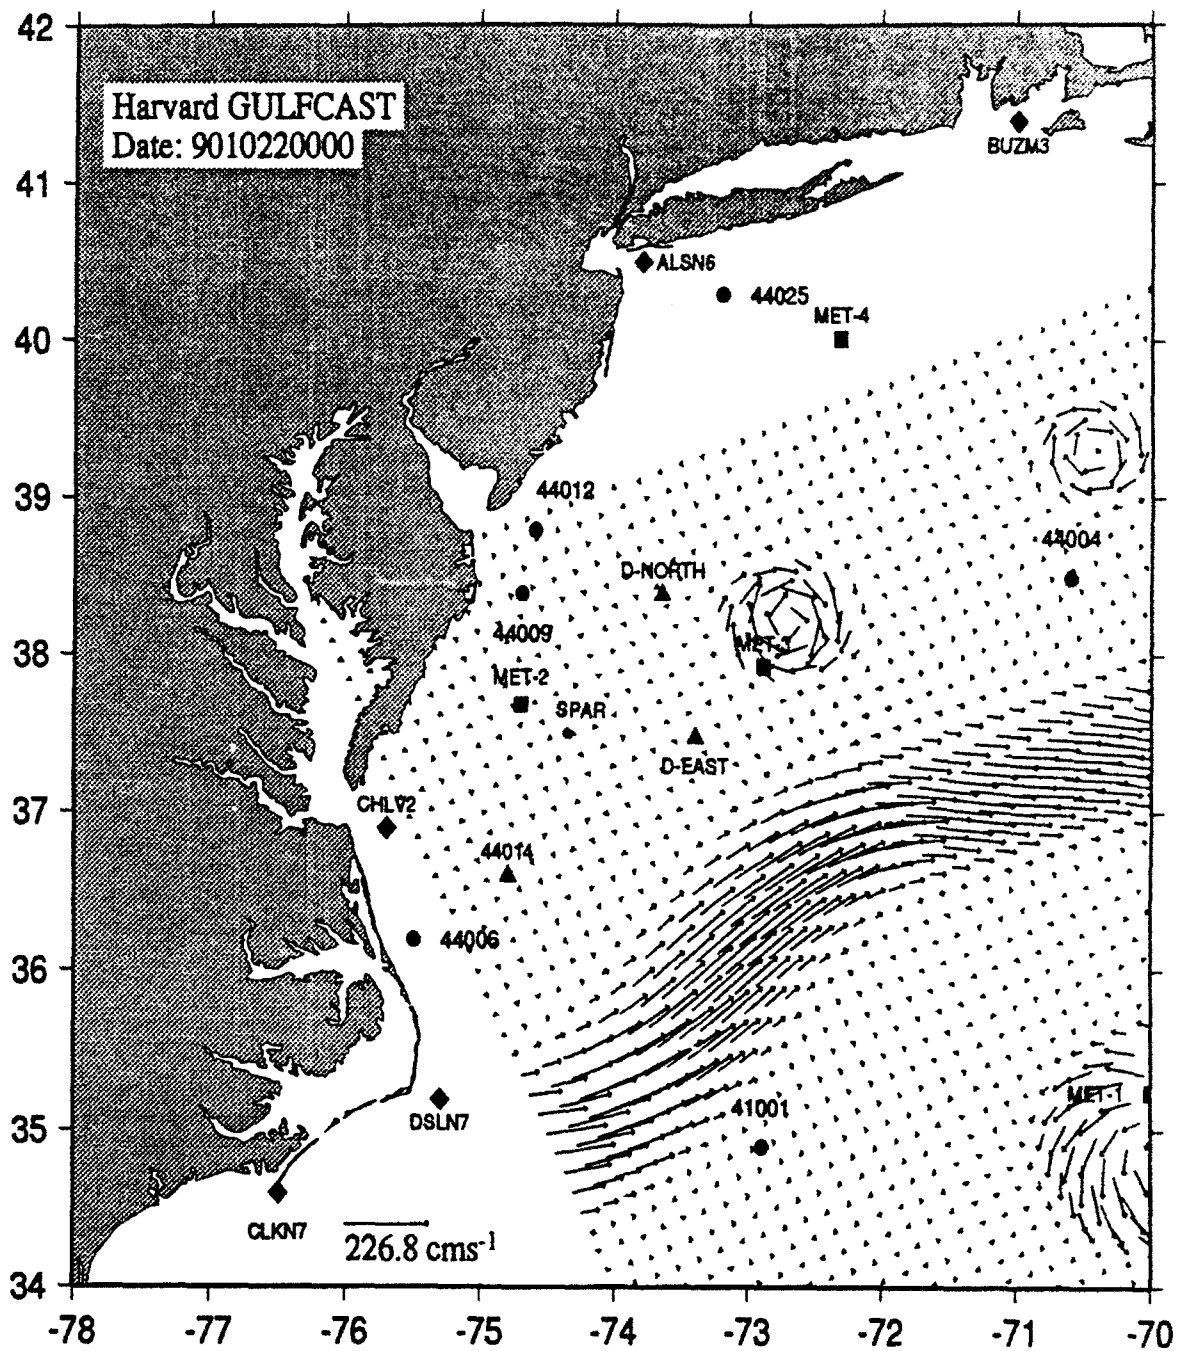 42
Harvard GULFCAST
Date: 9010220000
BUZM3
41
ALSN6
44025
MET-4
40
39
44012
44004
D-NORTH
44009
MET-3
38
MET-2
SPAR
D-EAST
37
CHLV2
44014
44006
36
41001
MET-1
35
DSLN7
CLKN7
226.8 cms-1
34
-78 -77 -76 -75 -74 -73 -72 -71 -70